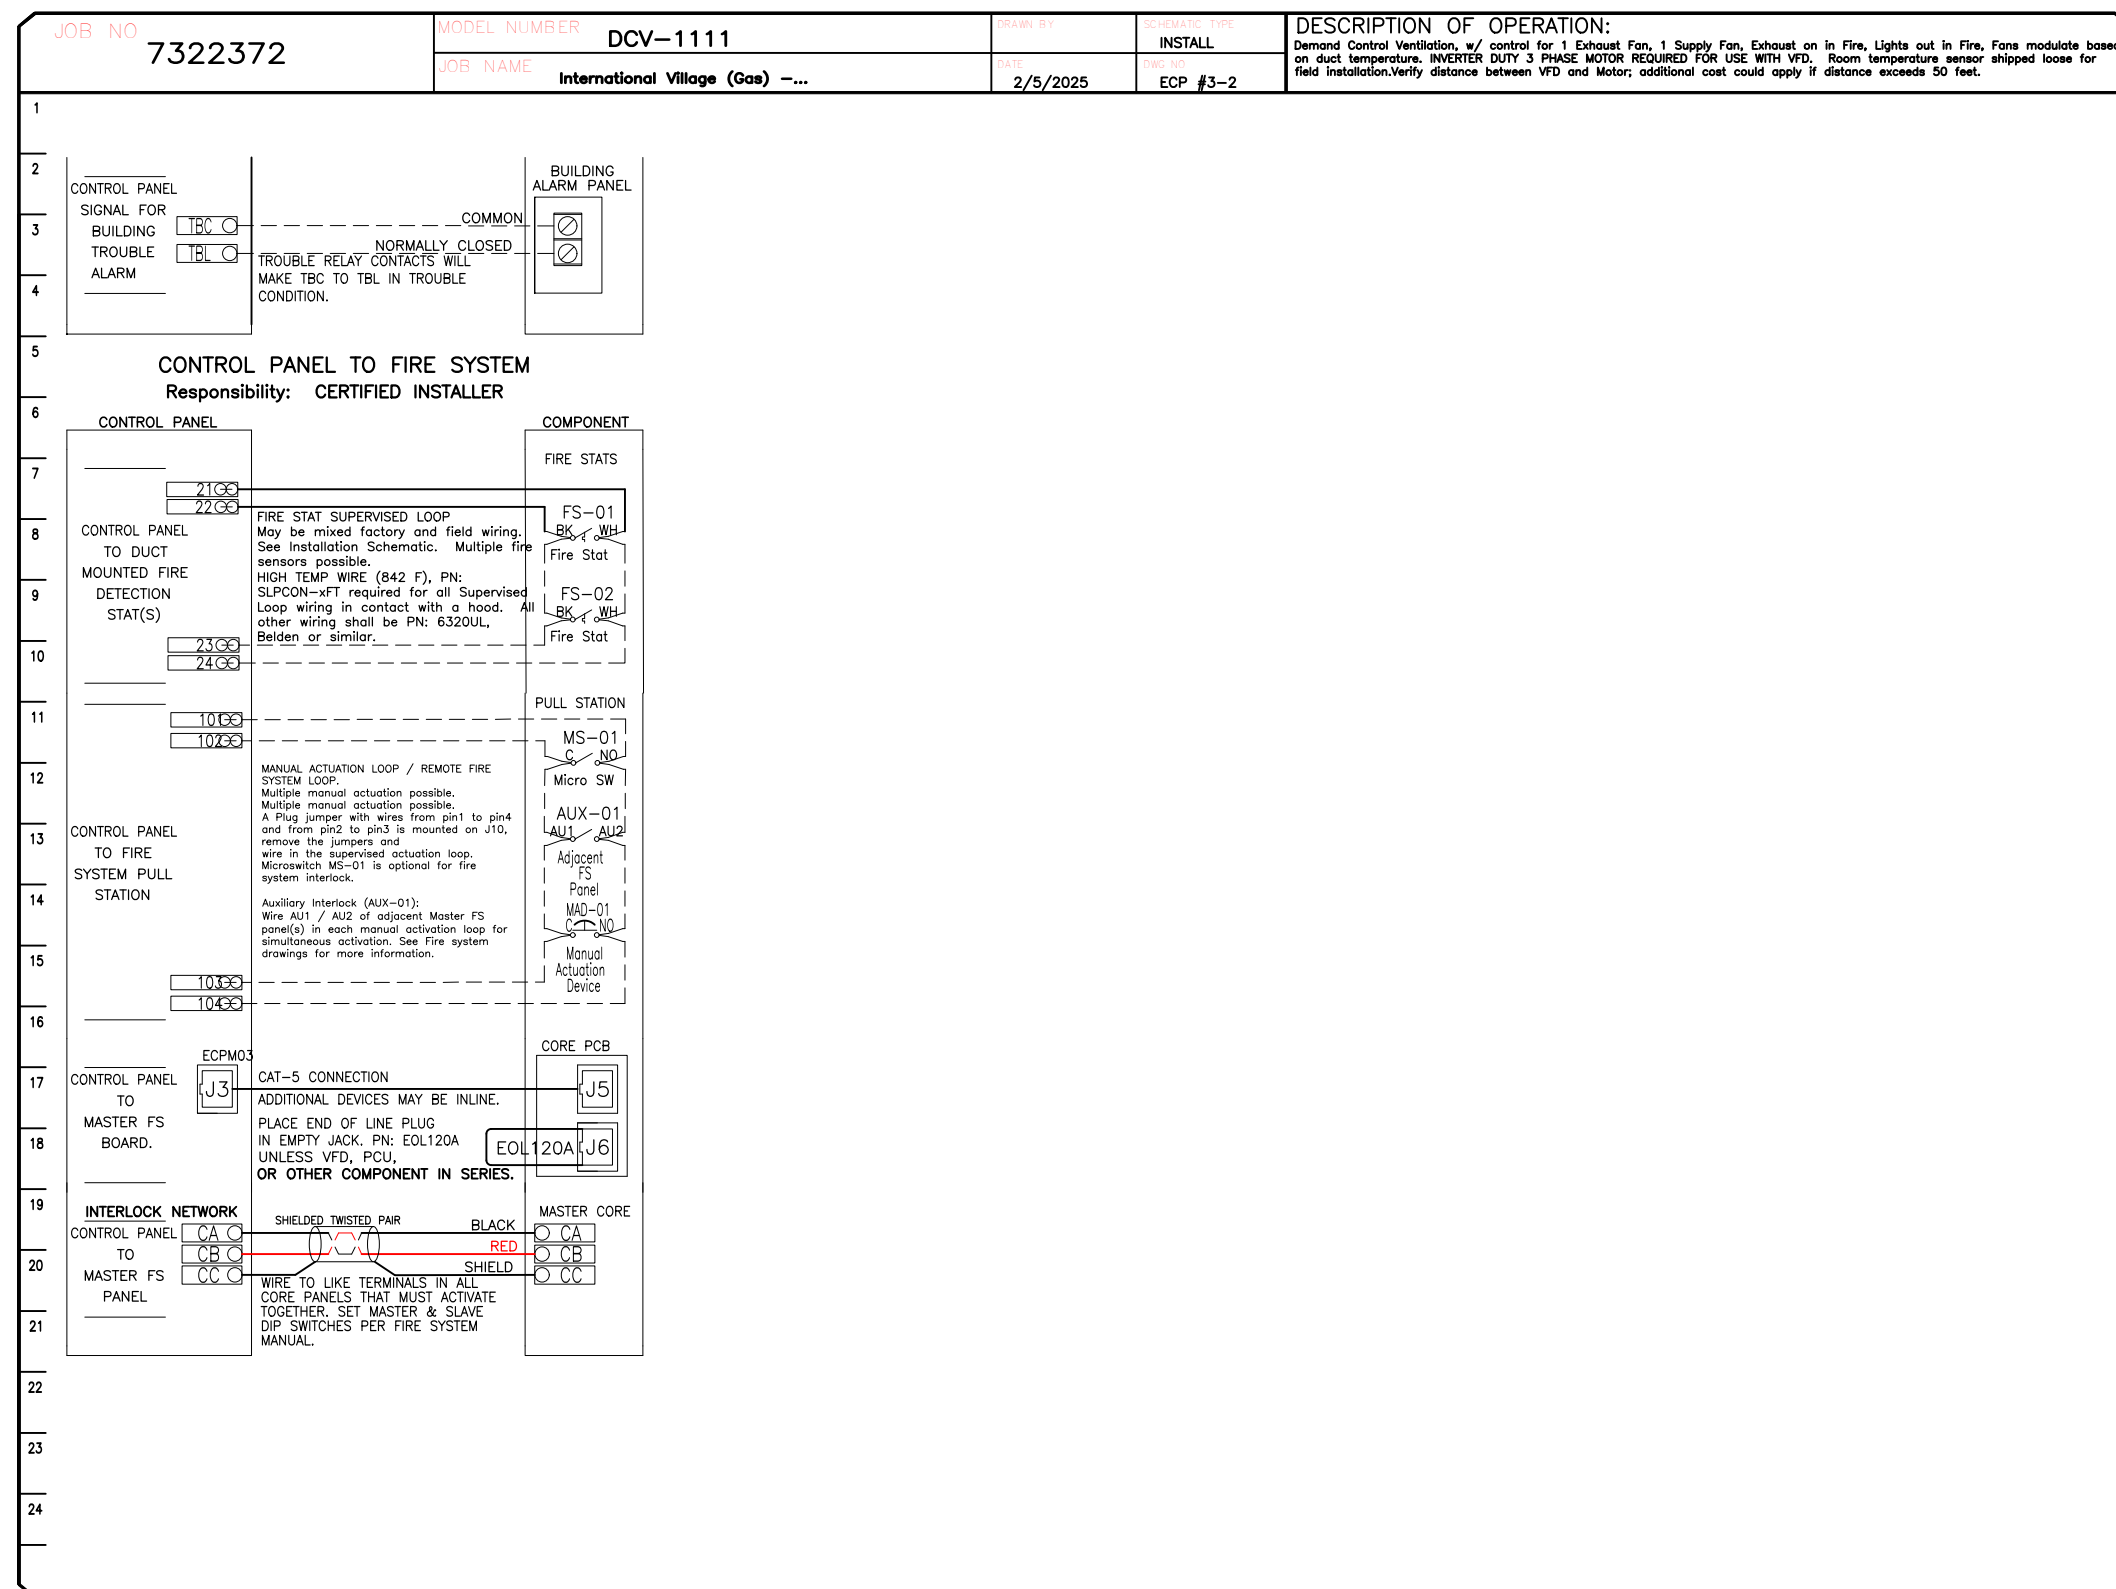 JOB NO
7322372
MODEL NUMBER
DCV-1111
JOB NAME
International Village (Gas) -...
DRAWN BY
SCHEMATIC TYPE
INSTALL
DATE
2/5/2025
DWG NO
ECP #3-2
DESCRIPTION OF OPERATION:
Demand Control Ventilation, w/ control for 1 Exhaust Fan, 1 Supply Fan, Exhaust on in Fire, Lights out in Fire, Fans modulate based
on duct temperature. INVERTER DUTY 3 PHASE MOTOR REQUIRED FOR USE WITH VFD. Room temperature sensor shipped loose for
field installation.Verify distance between VFD and Motor; additional cost could apply if distance exceeds 50 feet.
1
2
3
4
5
6
7
8
9
10
11
12
13
14
15
16
17
18
19
20
21
22
23
24
CONTROL PANEL
SIGNAL FOR
BUILDING
TROUBLE
ALARM
TBC
TBL
COMMON
NORMALLY CLOSED
TROUBLE RELAY CONTACTS WILL
MAKE TBC TO TBL IN TROUBLE
CONDITION.
BUILDING
ALARM PANEL
CONTROL PANEL TO FIRE SYSTEM
Responsibility: CERTIFIED INSTALLER
CONTROL PANEL
COMPONENT
CONTROL PANEL
TO DUCT
MOUNTED FIRE
DETECTION
STAT(S)
21
22
23
24
FIRE STAT SUPERVISED LOOP
May be mixed factory and field wiring.
See Installation Schematic. Multiple fire
sensors possible.
HIGH TEMP WIRE (842 F), PN:
SLPCON-xFT required for all Supervised
Loop wiring in contact with a hood. All
other wiring shall be PN: 6320UL,
Belden or similar.
FIRE STATS
FS-01
BK WH
Fire Stat
FS-02
BK WH
Fire Stat
CONTROL PANEL
TO FIRE
SYSTEM PULL
STATION
101
102
103
104
MANUAL ACTUATION LOOP / REMOTE FIRE
SYSTEM LOOP.
Multiple manual actuation possible.
Multiple manual actuation possible.
A Plug jumper with wires from pin1 to pin4
and from pin2 to pin3 is mounted on J10,
remove the jumpers and
wire in the supervised actuation loop.
Microswitch MS-01 is optional for fire
system interlock.
Auxiliary Interlock (AUX-01):
Wire AU1 / AU2 of adjacent Master FS
panel(s) in each manual activation loop for
simultaneous activation. See Fire system
drawings for more information.
PULL STATION
MS-01
C NO
Micro SW
AUX-01
AU1 AU2
Adjacent
FS
Panel
MAD-01
C NO
Manual
Actuation
Device
CONTROL PANEL
TO
MASTER FS
BOARD.
ECPM03
J3
CAT-5 CONNECTION
ADDITIONAL DEVICES MAY BE INLINE.
PLACE END OF LINE PLUG
IN EMPTY JACK. PN: EOL120A
UNLESS VFD, PCU,
OR OTHER COMPONENT IN SERIES.
CORE PCB
J5
EOL120A
J6
INTERLOCK NETWORK
CONTROL PANEL
TO
MASTER FS
PANEL
CA
CB
CC
SHIELDED TWISTED PAIR
BLACK
RED
SHIELD
WIRE TO LIKE TERMINALS IN ALL
CORE PANELS THAT MUST ACTIVATE
TOGETHER. SET MASTER & SLAVE
DIP SWITCHES PER FIRE SYSTEM
MANUAL.
MASTER CORE
CA
CB
CC